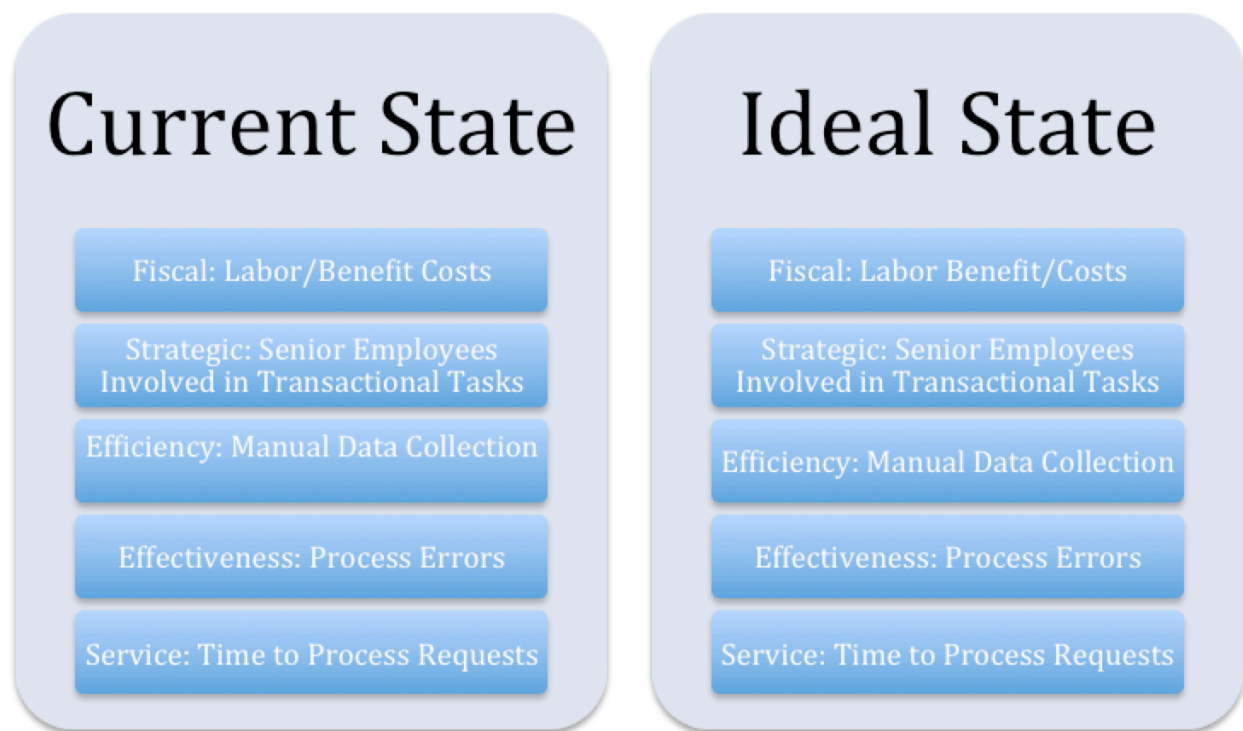 Current State
Fiscal: Labor/Benefit Costs
Strategic: Senior Employees
Involved in Transactional Tasks
Efficiency: Manual Data Collection
Effectiveness: Process Errors
Service: Time to Process Requests
Ideal State
Fiscal: Labor Benefit/Costs
Strategic: Senior Employees
Involved in Transactional Tasks
Efficiency: Manual Data Collection
Effectiveness: Process Errors
Service: Time to Process Requests